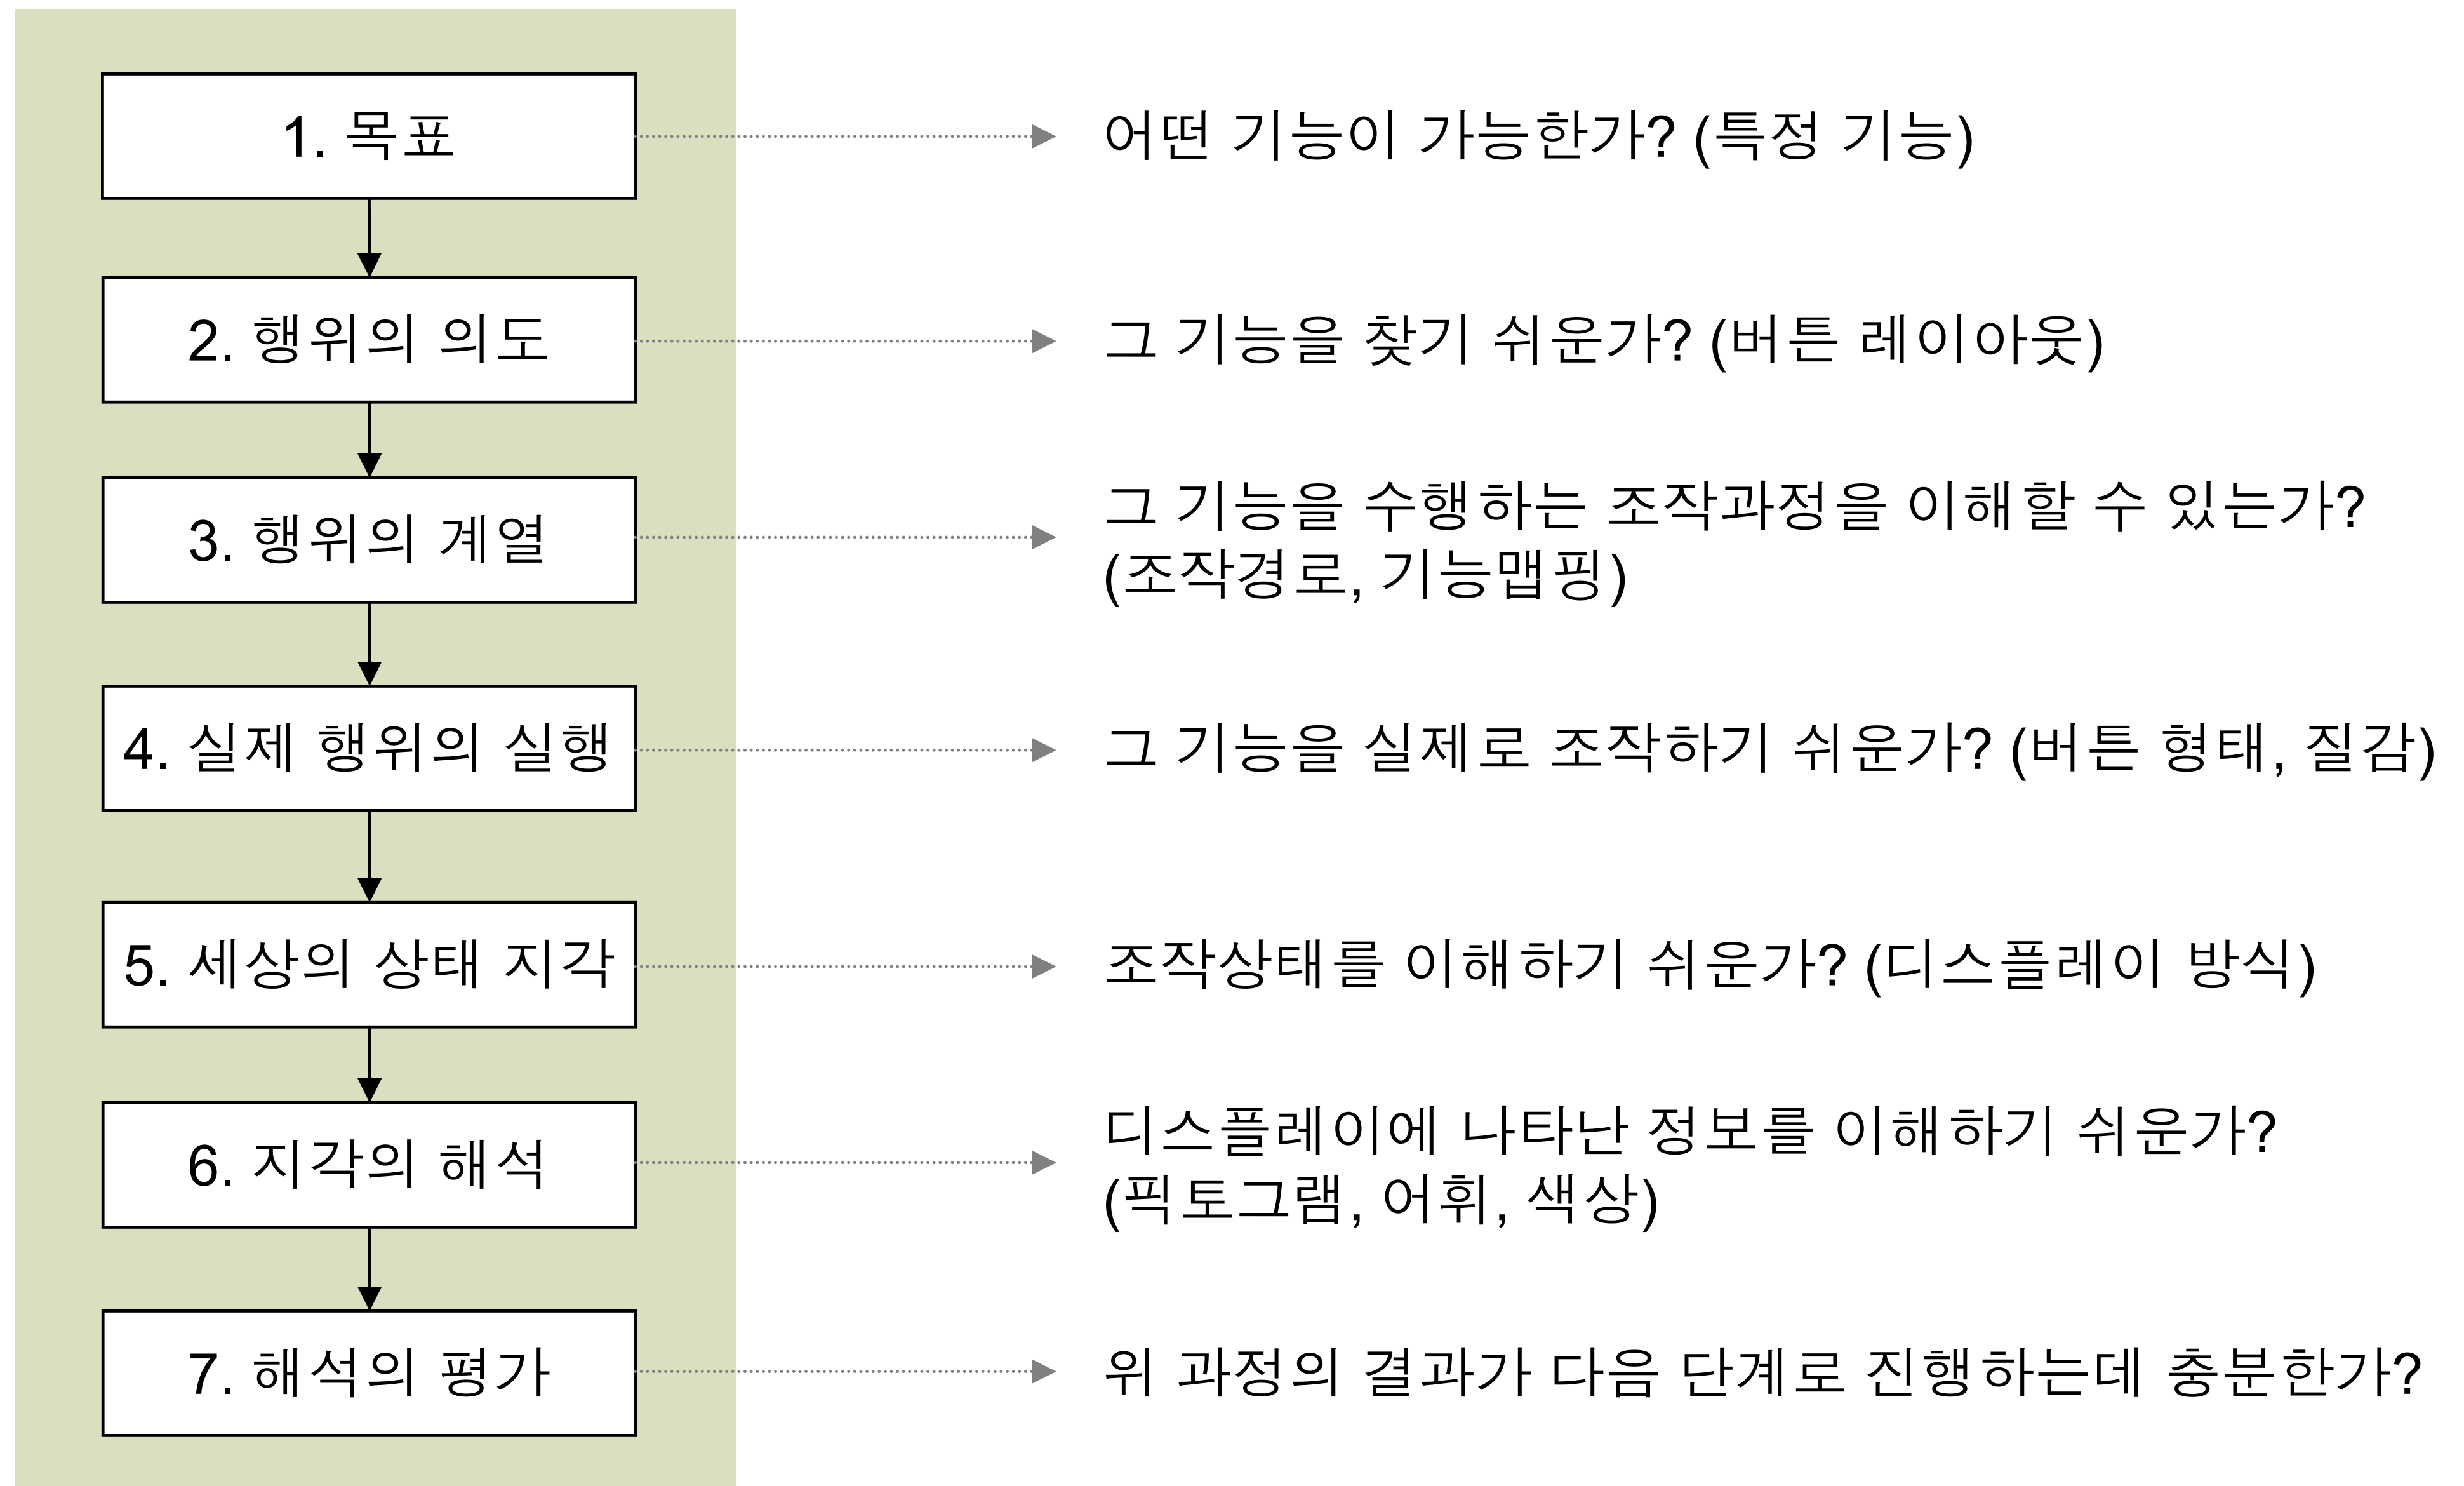 1. 목표
어떤 기능이 가능한가? (특정 기능)
2. 행위의 의도
그 기능을 찾기 쉬운가? (버튼 레이아웃)
3. 행위의 계열
그 기능을 수행하는 조작과정을 이해할 수 있는가?
(조작경로, 기능맵핑)
4. 실제 행위의 실행
그 기능을 실제로 조작하기 쉬운가? (버튼 형태, 질감)
5. 세상의 상태 지각
조작상태를 이해하기 쉬운가? (디스플레이 방식)
6. 지각의 해석
디스플레이에 나타난 정보를 이해하기 쉬운가?
(픽토그램, 어휘, 색상)
7. 해석의 평가
위 과정의 결과가 다음 단계로 진행하는데 충분한가?